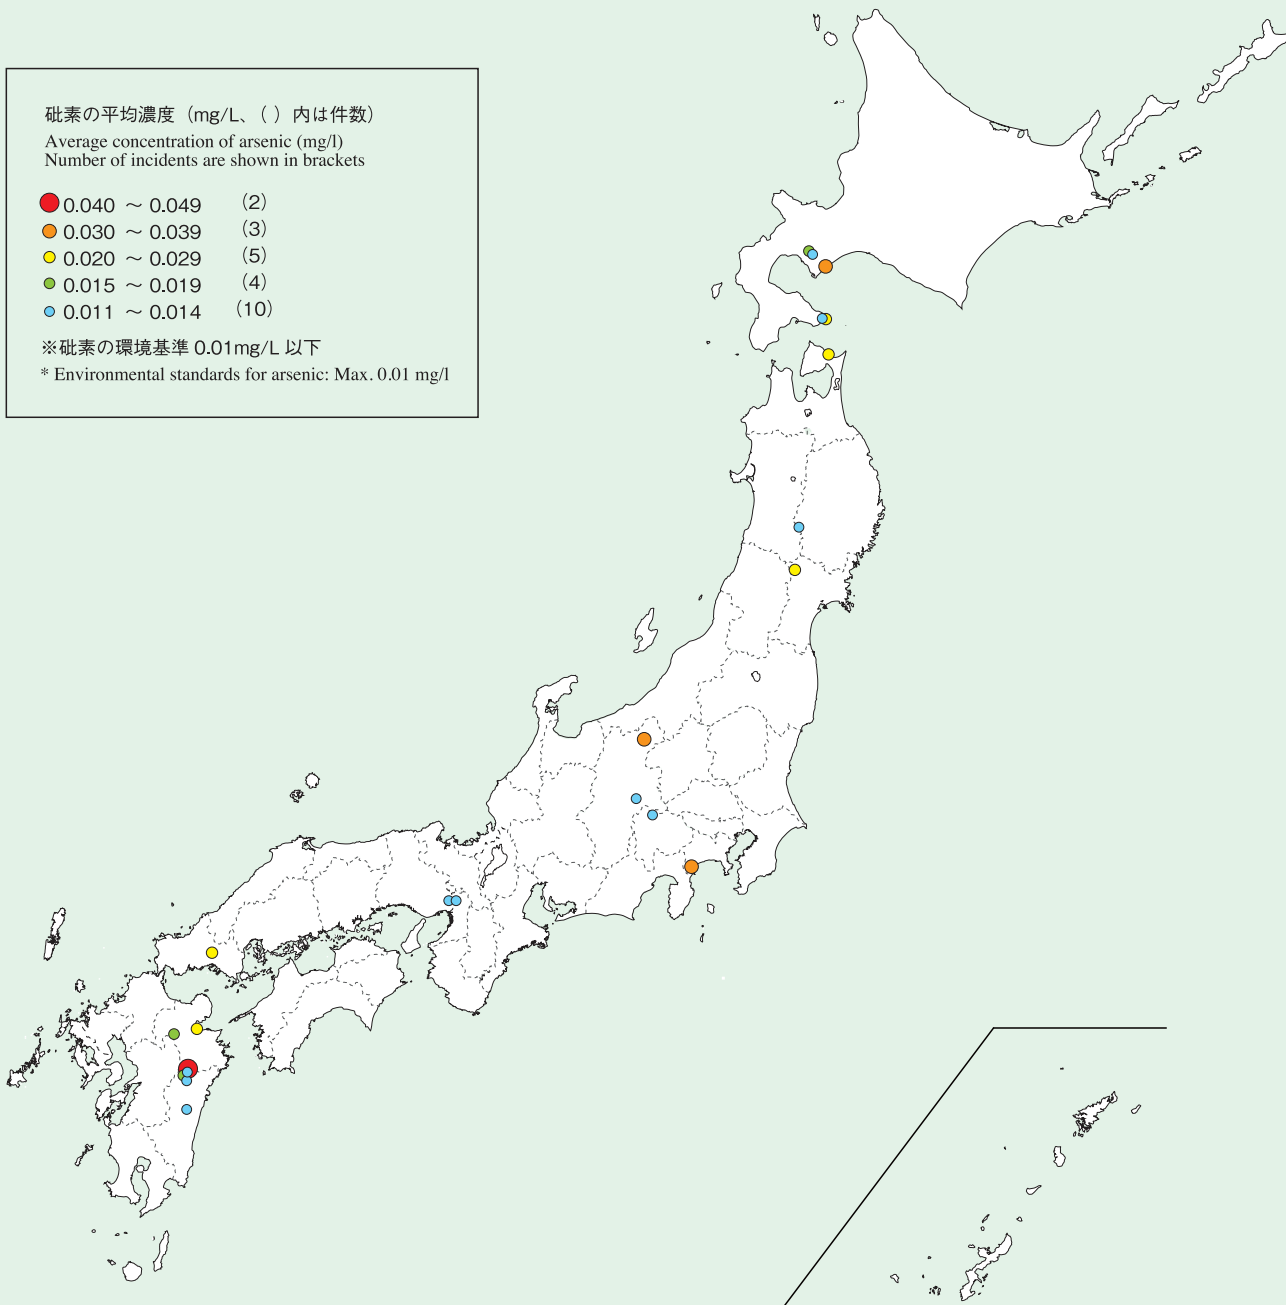 砒素の平均濃度（mg/L、（ ）内は件数）
Average concentration of arsenic (mg/l)
Number of incidents are shown in brackets
0.040 ～ 0.049 （2）
0.030 ～ 0.039 （3）
0.020 ～ 0.029 （5）
0.015 ～ 0.019 （4）
0.011 ～ 0.014 （10）
※砒素の環境基準 0.01mg/L 以下
* Environmental standards for arsenic: Max. 0.01 mg/l